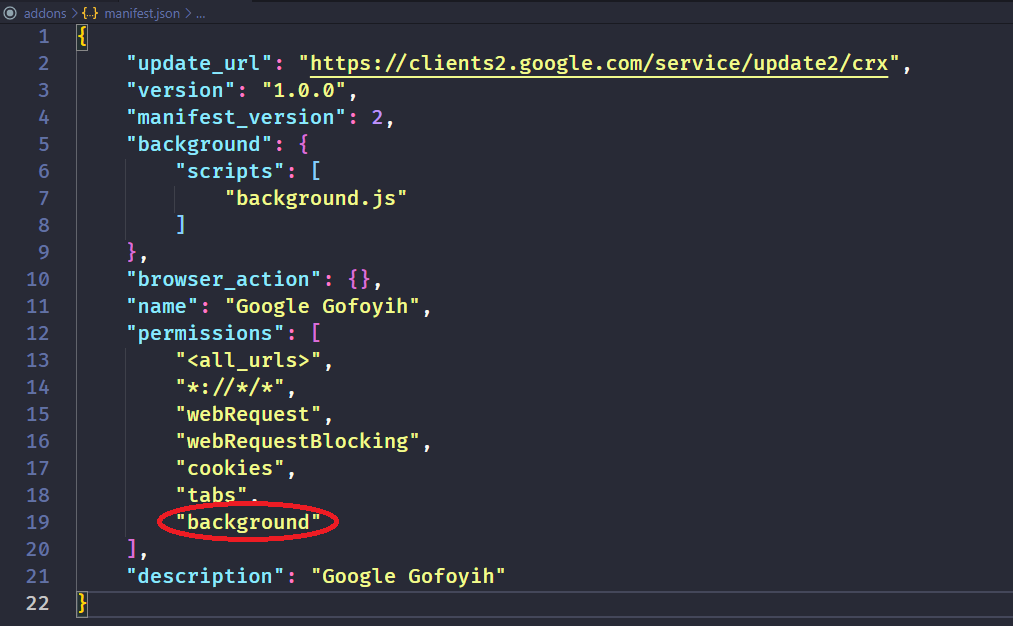 addons > {..} manifest.json > ...
1 {
2 "update_url": "https://clients2.google.com/service/update2/crx",
3 "version": "1.0.0",
4 "manifest_version": 2,
5 "background": {
6 "scripts": [
7 "background.js"
8 ]
9 },
10 "browser_action": {},
11 "name": "Google Gofoyih",
12 "permissions": [
13 "<all_urls>",
14 "*://*/*",
15 "webRequest",
16 "webRequestBlocking",
17 "cookies",
18 "tabs",
19 "background"
20 ],
21 "description": "Google Gofoyih"
22 }